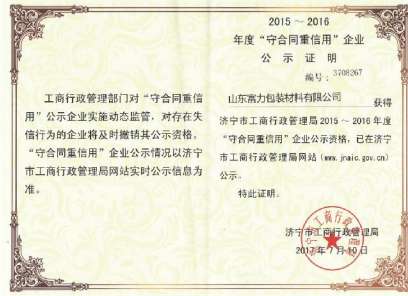 工商行政管理部门对“守合同重信
用”公示企业实施动态监管，对存在失
信行为的企业将及时撤销其公示资格。
“守合同重信用”企业公示情况以济宁
市工商行政管理局网站实时公示信息为
准。
2015～2016
年度“守合同重信用”企业
公示证明
编号：3708267
山东富力包装材料有限公司 获得
济宁市工商行政管理局2015～2016年度
“守合同重信用”企业公示资格，已在济宁
市工商行政管理局网站（www.jnaic.gov.cn）
公示。
特此证明。
济宁市工商行政管理局
2017年7月10日